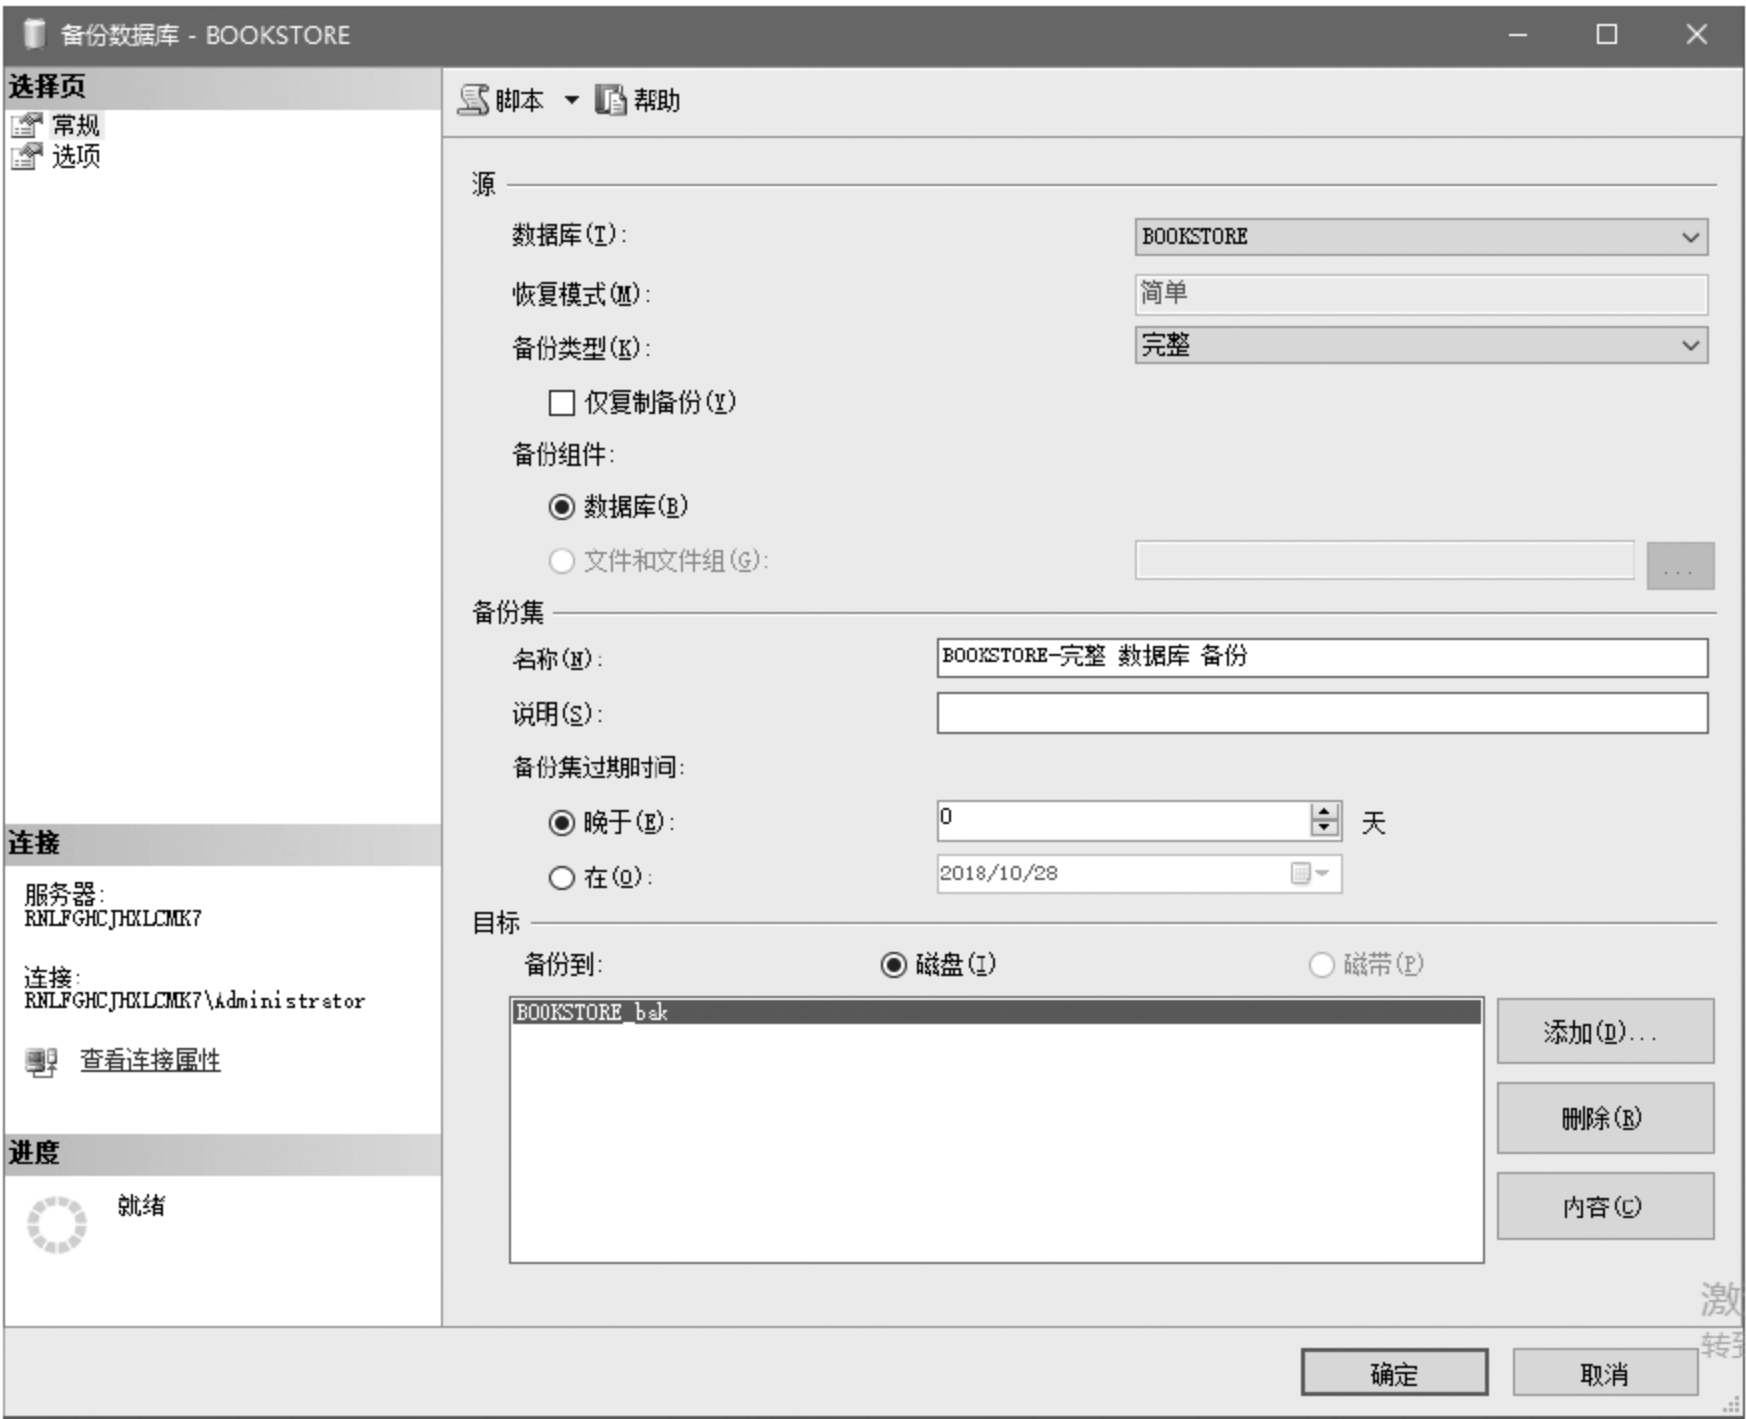 备份数据库 - BOOKSTORE
选择页
常规
选项
脚本 帮助
源
数据库(T): BOOKSTORE
恢复模式(M): 简单
备份类型(K): 完整
仅复制备份(Y)
备份组件:
数据库(B)
文件和文件组(G): ...
备份集
名称(N): BOOKSTORE-完整 数据库 备份
说明(S):
备份集过期时间:
晚于(E): 0 天
在(O): 2018/10/28
目标
备份到: 磁盘(I) 磁带(P)
BOOKSTORE_bak
添加(D)...
删除(R)
内容(C)
连接
服务器:
RNLFGHCJHXLCMK7
连接:
RNLFGHCJHXLCMK7\Administrator
查看连接属性
进度
就绪
激
转到
确定 取消